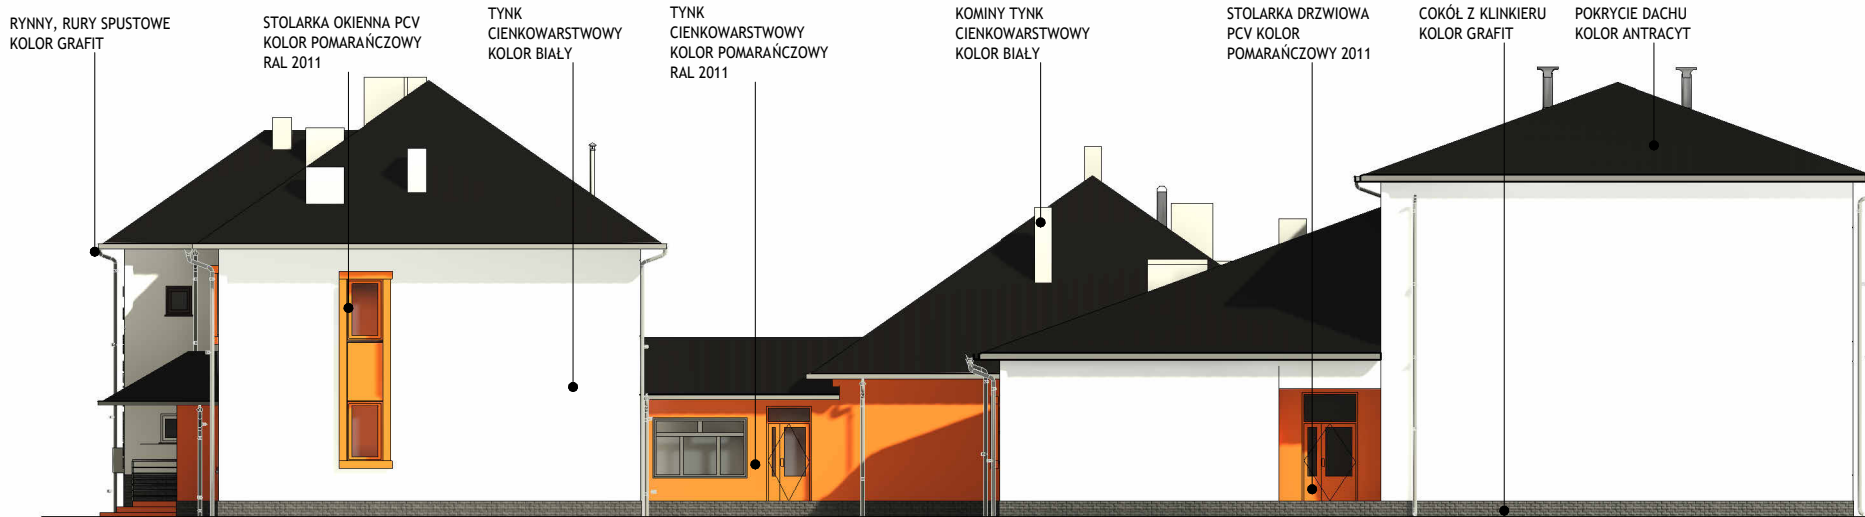 RYNNY, RURY SPUSTOWE
KOLOR GRAFIT
STOLARKA OKIENNA PCV
KOLOR POMARAŃCZOWY
RAL 2011
TYNK
CIENKOWARSTWOWY
KOLOR BIAŁY
TYNK
CIENKOWARSTWOWY
KOLOR POMARAŃCZOWY
RAL 2011
KOMINY TYNK
CIENKOWARSTWOWY
KOLOR BIAŁY
STOLARKA DRZWIOWA
PCV KOLOR
POMARAŃCZOWY 2011
COKÓŁ Z KLINKIERU
KOLOR GRAFIT
POKRYCIE DACHU
KOLOR ANTRACYT